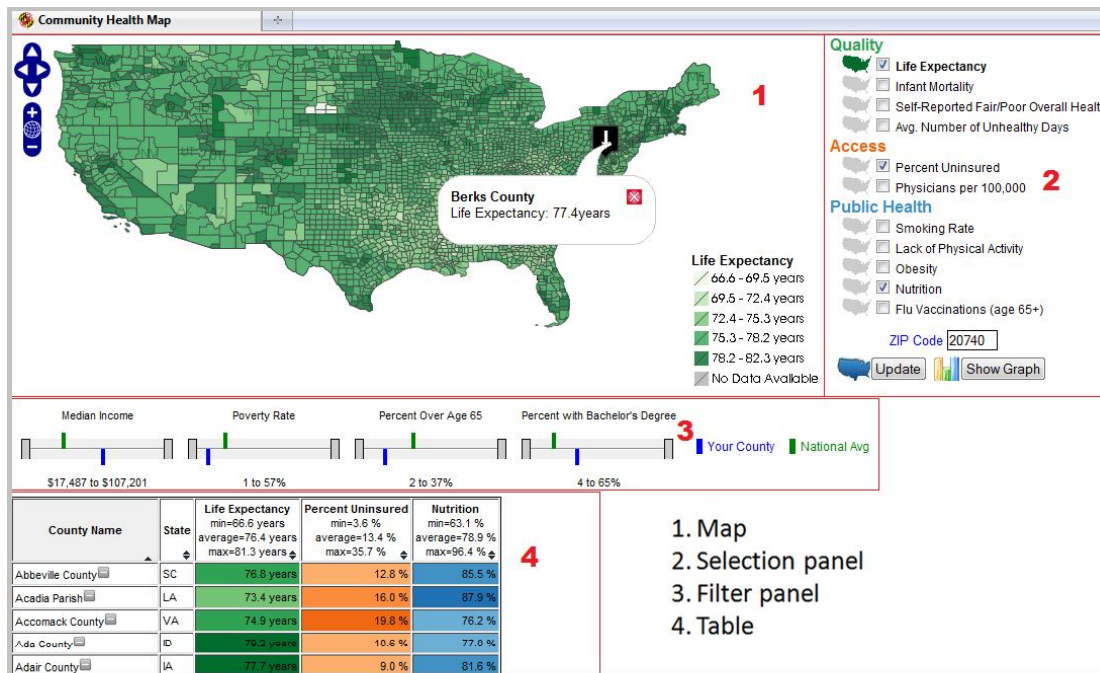 Community Health Map
1
Berks County
Life Expectancy: 77.4years
Life Expectancy
66.6 - 69.5 years
69.5 - 72.4 years
72.4 - 75.3 years
75.3 - 78.2 years
78.2 - 82.3 years
No Data Available
Quality
Life Expectancy
Infant Mortality
Self-Reported Fair/Poor Overall Healt
Avg. Number of Unhealthy Days
Access
Percent Uninsured
Physicians per 100,000
2
Public Health
Smoking Rate
Lack of Physical Activity
Obesity
Nutrition
Flu Vaccinations (age 65+)
ZIP Code 20740
Update Show Graph
Median Income Poverty Rate Percent Over Age 65 Percent with Bachelor's Degree
3
Your County National Avg
$17,487 to $107,201 1 to 57% 2 to 37% 4 to 65%
County Name State Life Expectancy Percent Uninsured Nutrition
min=66.6 years min=3.6 % min=63.1 %
average=76.4 years average=13.4 % average=78.9 %
max=81.3 years max=35.7 % max=96.4 %
4
Abbeville County SC 76.8 years 12.8 % 85.5 %
Acadia Parish LA 73.4 years 16.0 % 87.9 %
Accomack County VA 74.9 years 19.8 % 76.2 %
Ada County ID 79.2 years 10.6 % 77.0 %
Adair County IA 77.7 years 9.0 % 81.6 %
1. Map
2. Selection panel
3. Filter panel
4. Table